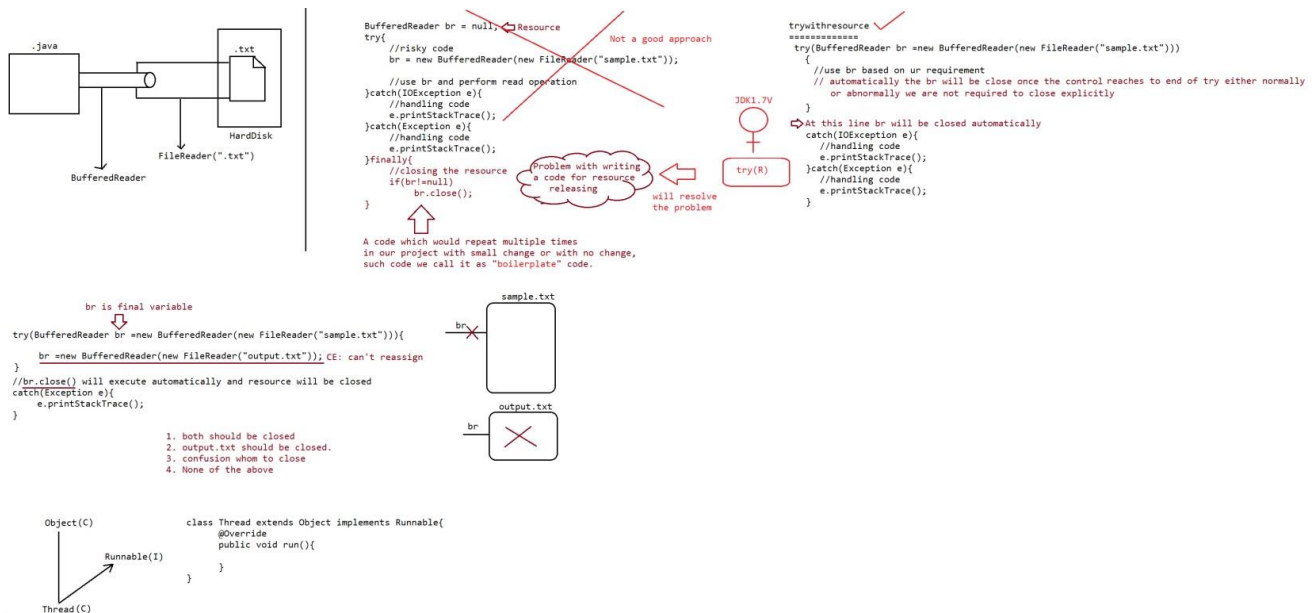 .java
.txt
HardDisk
FileReader(".txt")
BufferedReader
BufferedReader br = null; Resource
try{
//risky code
br = new BufferedReader(new FileReader("sample.txt"));
//use br and perform read operation
}catch(IOException e){
//handling code
e.printStackTrace();
}catch(Exception e){
//handling code
e.printStackTrace();
}finally{
//closing the resource
if(br!=null)
br.close();
}
Not a good approach
A code which would repeat multiple times
in our project with small change or with no change,
such code we call it as "boilerplate" code.
Problem with writing
a code for resource
releasing
will resolve
the problem
JDK1.7V
try(R)
trywithresource
=============
try(BufferedReader br =new BufferedReader(new FileReader("sample.txt")))
{
//use br based on ur requirement
// automatically the br will be close once the control reaches to end of try either normally
or abnormally we are not required to close explicitly
}
At this line br will be closed automatically
catch(IOException e){
//handling code
e.printStackTrace();
}catch(Exception e){
//handling code
e.printStackTrace();
}
br is final variable
try(BufferedReader br =new BufferedReader(new FileReader("sample.txt"))){
br =new BufferedReader(new FileReader("output.txt")); CE: can't reassign
}
//br.close() will execute automatically and resource will be closed
catch(Exception e){
e.printStackTrace();
}
sample.txt
br
output.txt
br
1. both should be closed
2. output.txt should be closed.
3. confusion whom to close
4. None of the above
Object(C)
Runnable(I)
Thread(C)
class Thread extends Object implements Runnable{
@Override
public void run(){
}
}